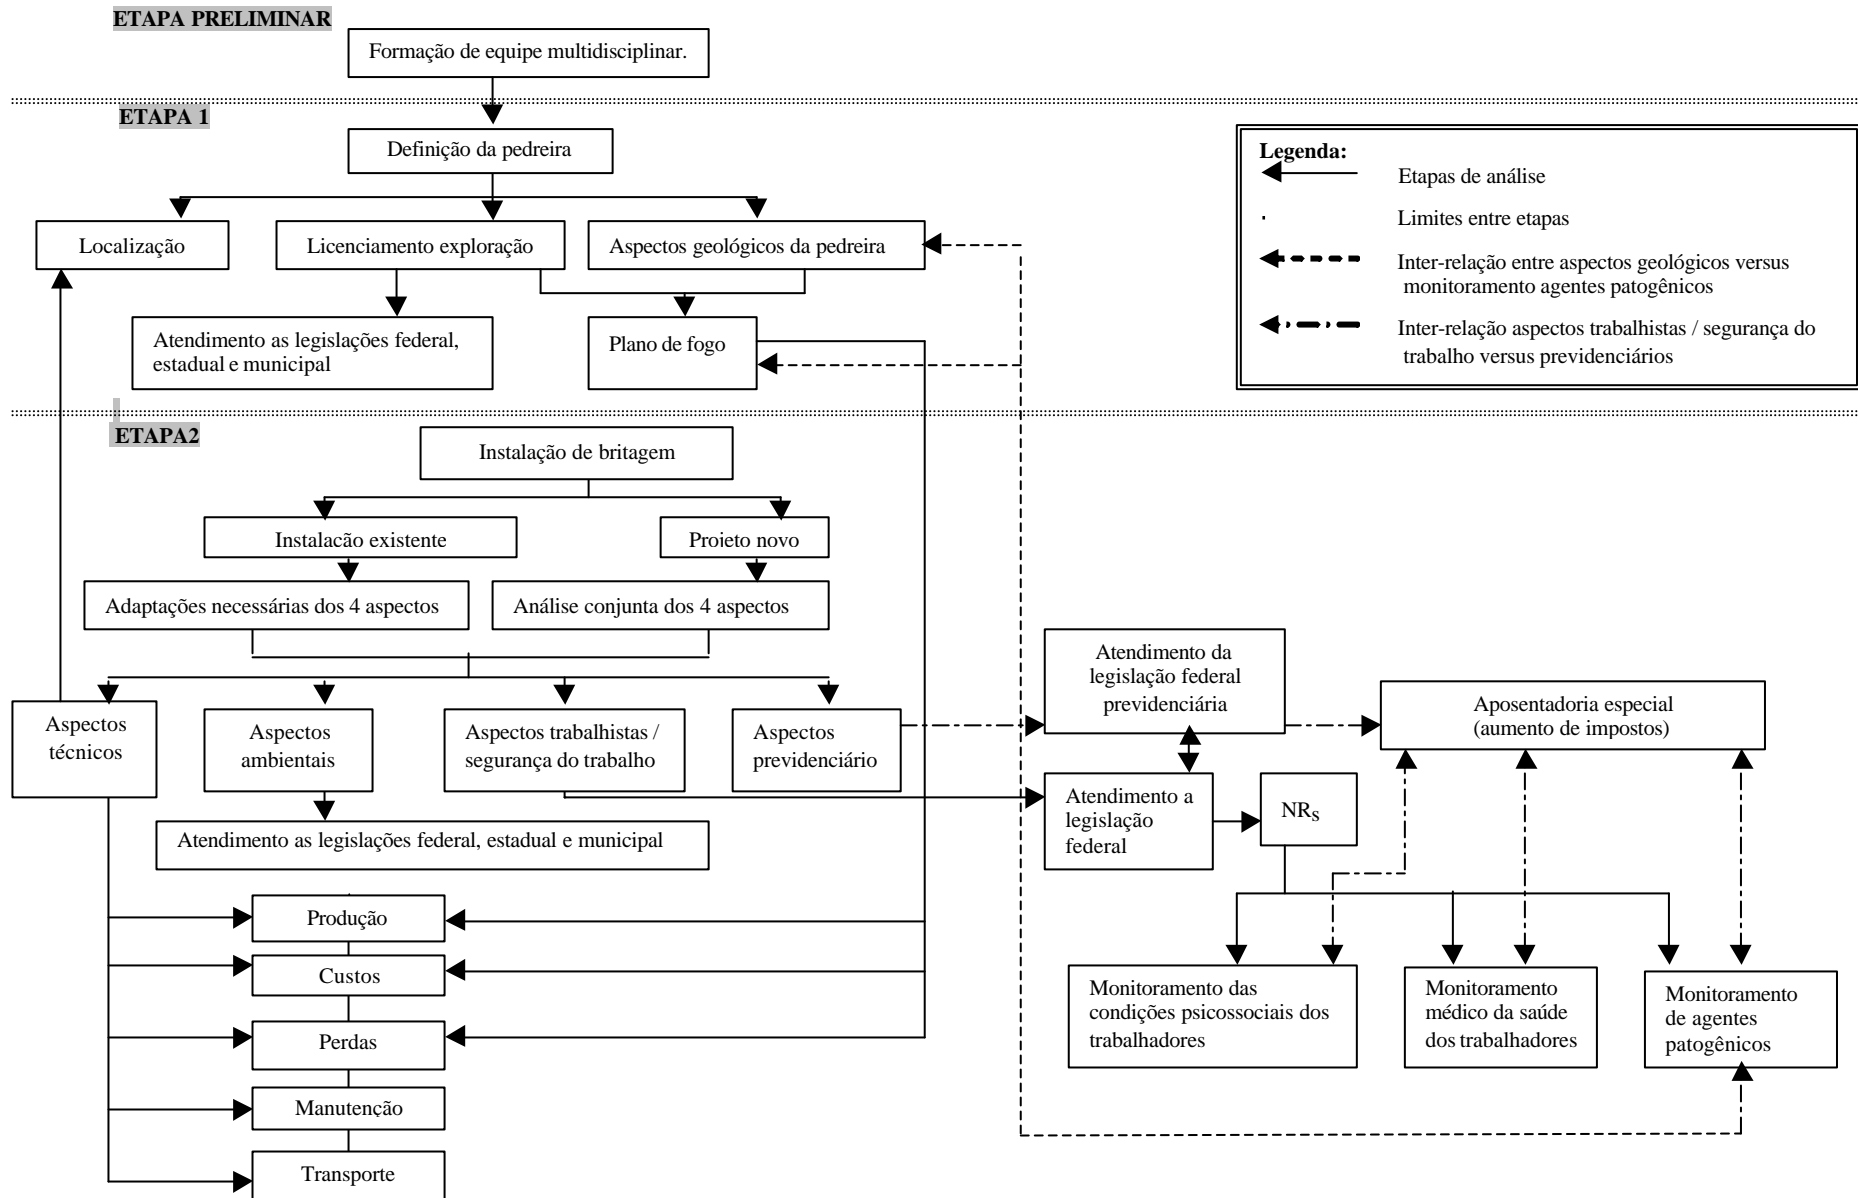 ETAPA PRELIMINAR
Formação de equipe multidisciplinar.
ETAPA 1
Definição da pedreira
Localização
Licenciamento exploração
Aspectos geológicos da pedreira
Atendimento as legislações federal,
estadual e municipal
Plano de fogo
Legenda:
Etapas de análise
Limites entre etapas
Inter-relação entre aspectos geológicos versus
monitoramento agentes patogênicos
Inter-relação aspectos trabalhistas / segurança do
trabalho versus previdenciários
ETAPA2
Instalação de britagem
Instalacão existente
Projeto novo
Adaptações necessárias dos 4 aspectos
Análise conjunta dos 4 aspectos
Aspectos
técnicos
Aspectos
ambientais
Aspectos trabalhistas /
segurança do trabalho
Aspectos
previdenciário
Atendimento da
legislação federal
previdenciária
Aposentadoria especial
(aumento de impostos)
Atendimento a
legislação
federal
NRs
Atendimento as legislações federal, estadual e municipal
Produção
Custos
Perdas
Manutenção
Transporte
Monitoramento das
condições psicossociais dos
trabalhadores
Monitoramento
médico da saúde
dos trabalhadores
Monitoramento
de agentes
patogênicos